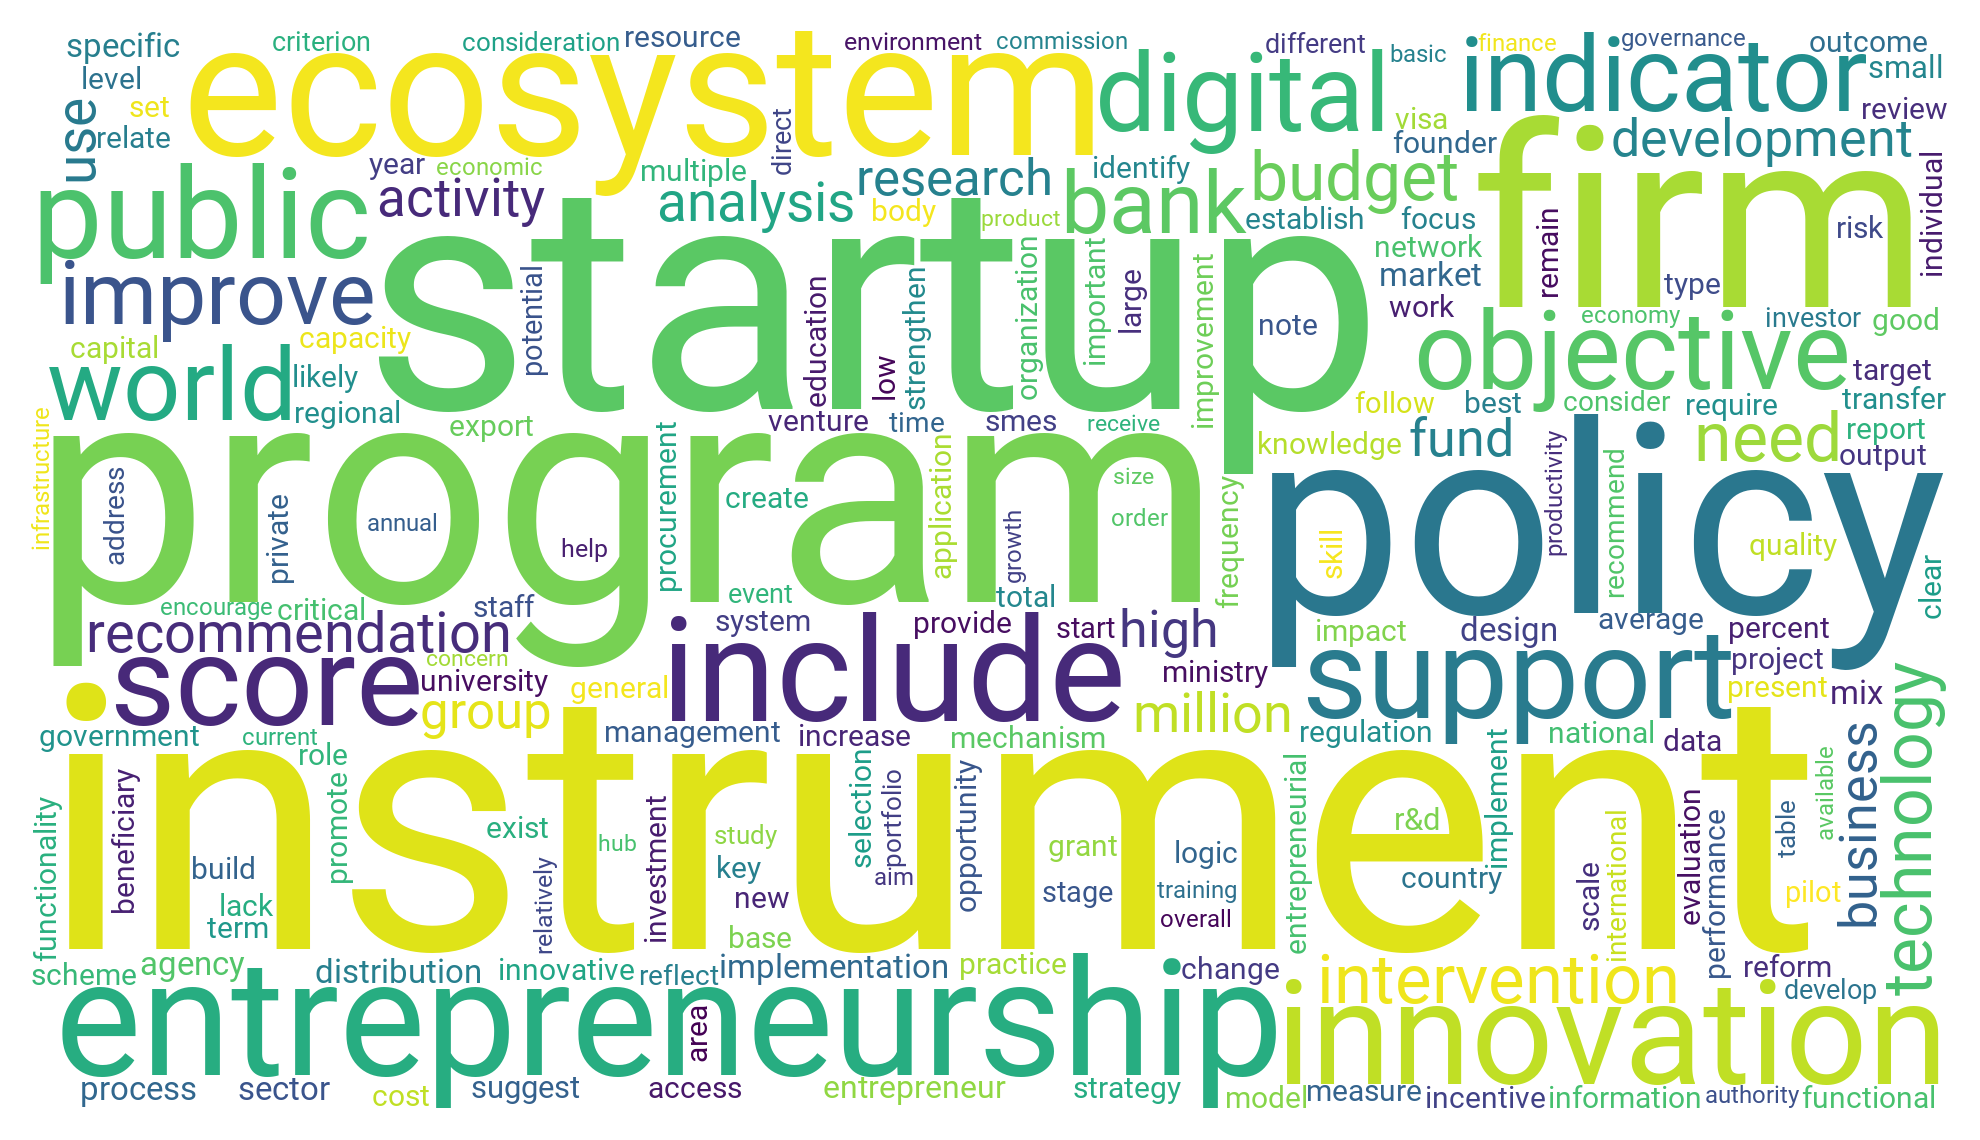 specific
criterion
consideration
resource
environment
commission
different
basic
finance
governance
outcome
level
ecosystem
digital
indicator
small
set
use
relate
direct
visa
founder
review
development
firm
public
year
economic
activity
multiple
analysis
research
body
product
identify
bank
budget
establish
focus
network
market
work
remain
risk
individual
type
improve
startup
potential
education
low
strengthen
organization
important
large
improvement
note
economy
investor
good
capital
capacity
world
likely
regional
objective
target
transfer
export
venture
time
smes
receive
follow
best
consider
require
infrastructure
program
address
private
annual
help
procurement
create
application
size
order
growth
frequency
knowledge
fund
need
report
output
policy
skill
productivity
recommend
quality
clear
encourage
critical
staff
event
total
recommendation
system
provide
start
high
impact
design
average
percent
score
concern
university
general
include
ministry
support
project
present
mix
group
million
technology
government
current
role
management
increase
mechanism
regulation
national
data
business
instrument
functionality
beneficiary
promote
build
lack
term
exist
relatively
hub
investment
study
key
new
base
selection
portfolio
aim
opportunity
grant
stage
logic
training
overall
entrepreneurial
r&d
country
implement
scale
international
evaluation
performance
table
available
pilot
scheme
agency
distribution
innovative
reflect
implementation
practice
change
intervention
reform
develop
entrepreneurship
area
innovation
process
sector
cost
suggest
access
entrepreneur
strategy
model
measure
incentive
information
authority
functional